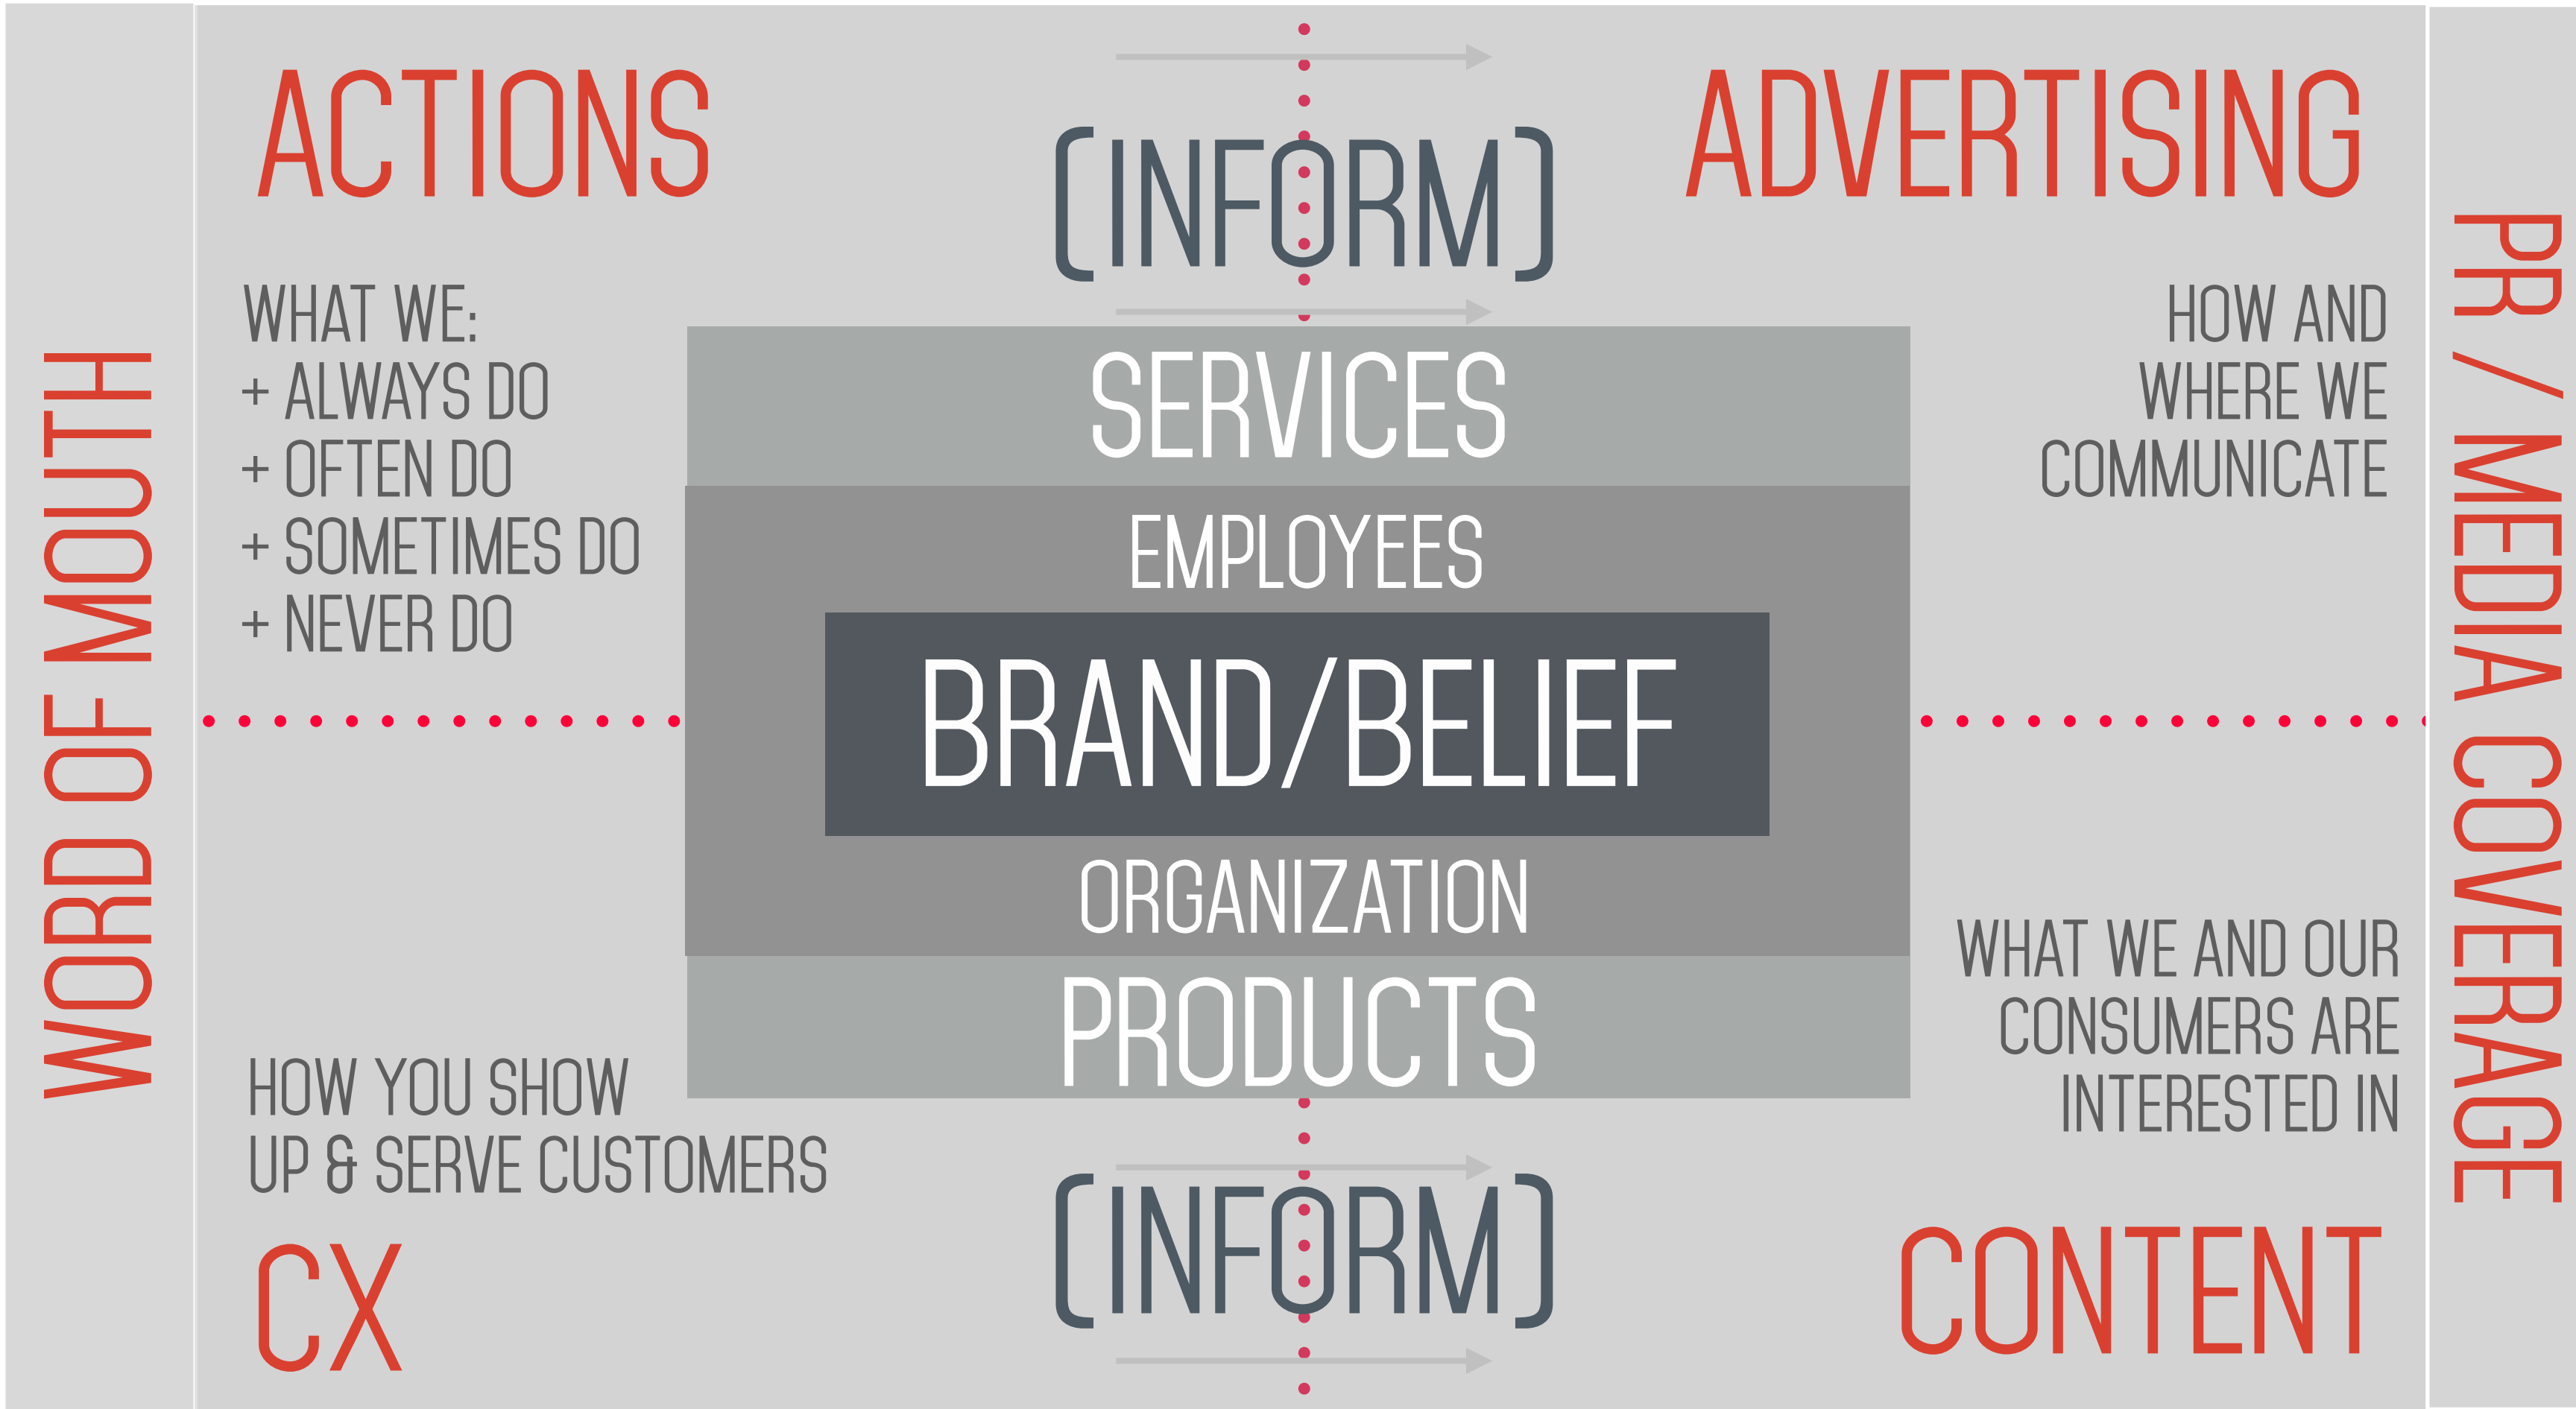 WORD OF MOUTH
ACTIONS
WHAT WE:
+ ALWAYS DO
+ OFTEN DO
+ SOMETIMES DO
+ NEVER DO
(INFORM)
ADVERTISING
HOW AND
WHERE WE
COMMUNICATE
SERVICES
EMPLOYEES
BRAND/BELIEF
ORGANIZATION
PRODUCTS
HOW YOU SHOW
UP & SERVE CUSTOMERS
CX
(INFORM)
WHAT WE AND OUR
CONSUMERS ARE
INTERESTED IN
CONTENT
PR / MEDIA COVERAGE